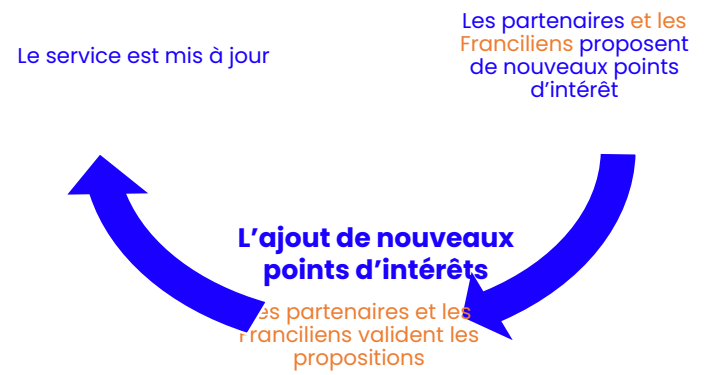 Le service est mis à jour
Les partenaires et les
Franciliens proposent
de nouveaux points
d'intérêt
L'ajout de nouveaux
points d'intérêts
Les partenaires et les
Franciliens valident les
propositions